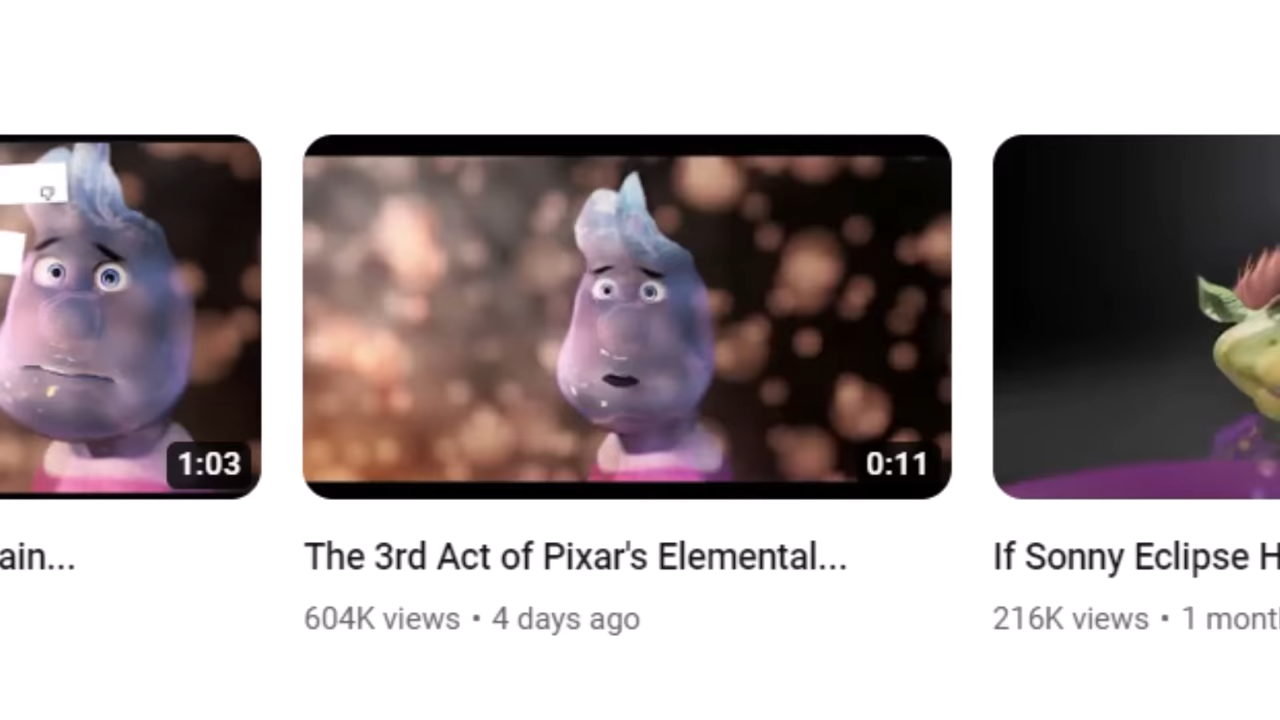 1:03
0:11
ain...
The 3rd Act of Pixar's Elemental...
If Sonny Eclipse H
604K views • 4 days ago
216K views • 1 mont